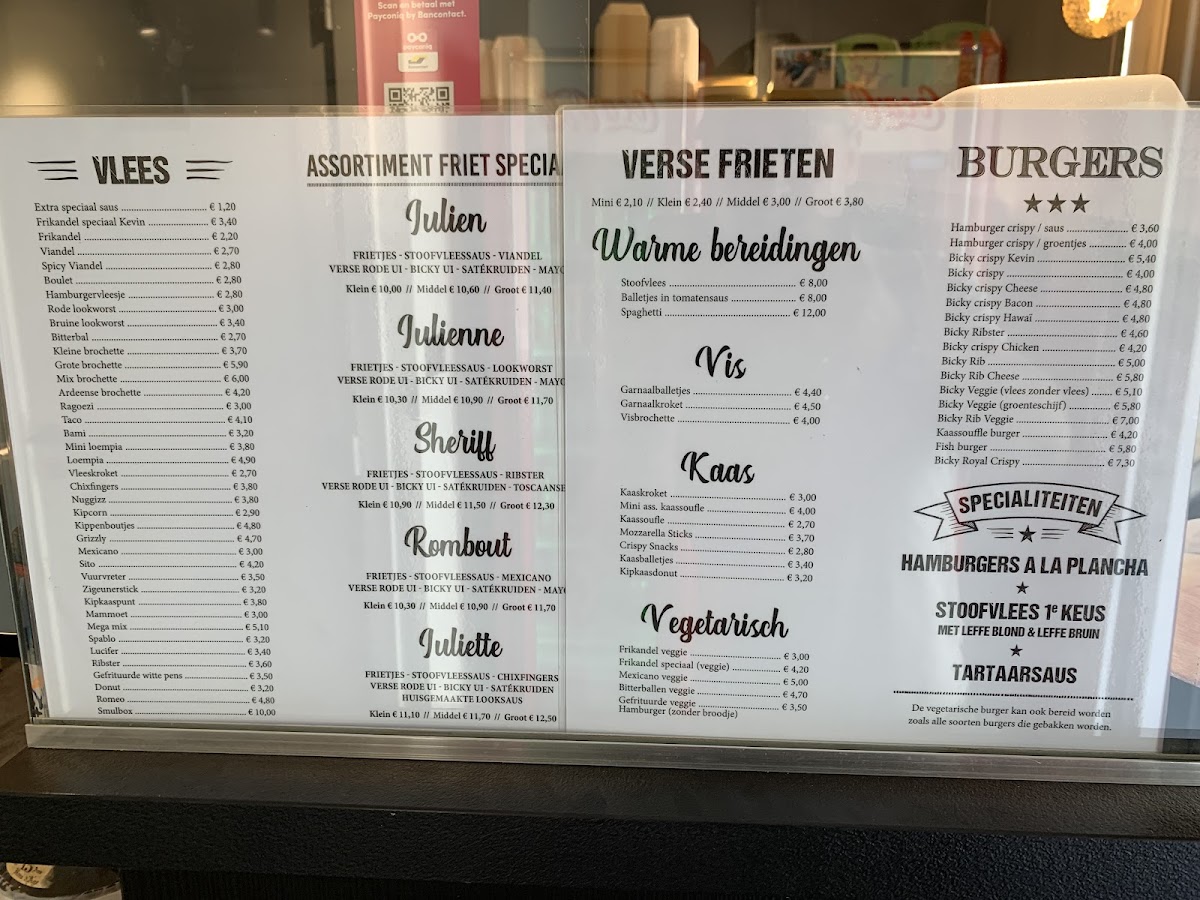 Scan en betaal met
Payconiq by Bancontact.
payconiq
VLEES
Extra speciaal saus € 1,20
Frikandel speciaal Kevin € 3,40
Frikandel € 2,20
Viandel € 2,70
Spicy Viandel € 2,80
Boulet € 2,80
Hamburgervleesje € 2,80
Rode lookworst € 3,00
Bruine lookworst € 3,40
Bitterbal € 2,70
Kleine brochette € 3,70
Grote brochette € 5,90
Mix brochette € 6,00
Ardeense brochette € 4,20
Ragoezi € 3,00
Taco € 4,10
Bami € 3,20
Mini loempia € 3,80
Loempia € 4,90
Vleeskroket € 2,70
Chixfingers € 3,80
Nuggizz € 3,80
Kipcorn € 2,90
Kippenboutjes € 4,80
Grizzly € 4,70
Mexicano € 3,00
Sito € 4,20
Vuurvreter € 3,50
Zigeunerstick € 3,20
Kipkaaspunt € 3,80
Mammoet € 3,00
Mega mix € 5,10
Spablo € 3,20
Lucifer € 3,40
Ribster € 3,60
Gefrituurde witte pens € 3,50
Donut € 3,20
Romeo € 4,80
Smulbox € 10,00
ASSORTIMENT FRIET SPECIA
Julien
FRIETJES - STOOFVLEESSAUS - VIANDEL
VERSE RODE UI - BICKY UI - SATÉKRUIDEN - MAYO
Klein € 10,00 // Middel € 10,60 // Groot € 11,40
Julienne
FRIETJES - STOOFVLEESSAUS - LOOKWORST
VERSE RODE UI - BICKY UI - SATÉKRUIDEN - MAYO
Klein € 10,30 // Middel € 10,90 // Groot € 11,70
Sheriff
FRIETJES - STOOFVLEESSAUS - RIBSTER
VERSE RODE UI - BICKY UI - SATÉKRUIDEN - TOSCAANSE
Klein € 10,90 // Middel € 11,50 // Groot € 12,30
Rombout
FRIETJES - STOOFVLEESSAUS - MEXICANO
VERSE RODE UI - BICKY UI - SATÉKRUIDEN - MAYO
Klein € 10,30 // Middel € 10,90 // Groot € 11,70
Juliette
FRIETJES - STOOFVLEESSAUS - CHIXFINGERS
VERSE RODE UI - BICKY UI - SATÉKRUIDEN
HUISGEMAAKTE LOOKSAUS
Klein € 11,10 // Middel € 11,70 // Groot € 12,50
VERSE FRIETEN
Mini € 2,10 // Klein € 2,40 // Middel € 3,00 // Groot € 3,80
Warme bereidingen
Stoofvlees € 8,00
Balletjes in tomatensaus € 8,00
Spaghetti € 12,00
Vis
Garnaalballetjes € 4,40
Garnaalkroket € 4,50
Visbrochette € 4,00
Kaas
Kaaskroket € 3,00
Mini ass. kaassoufle € 4,00
Kaassoufle € 2,70
Mozzarella Sticks € 3,70
Crispy Snacks € 2,80
Kaasballetjes € 3,40
Kipkaasdonut € 3,20
Vegetarisch
Frikandel veggie € 3,00
Frikandel speciaal (veggie) € 4,20
Mexicano veggie € 5,00
Bitterballen veggie € 4,70
Gefrituurde veggie € 3,50
Hamburger (zonder broodje)
BURGERS
Hamburger crispy / saus € 3,60
Hamburger crispy / groentjes € 4,00
Bicky crispy Kevin € 5,40
Bicky crispy € 4,00
Bicky crispy Cheese € 4,80
Bicky crispy Bacon € 4,80
Bicky crispy Hawaï € 4,80
Bicky Ribster € 4,60
Bicky crispy Chicken € 4,20
Bicky Rib € 5,00
Bicky Rib Cheese € 5,80
Bicky Veggie (vlees zonder vlees) € 5,10
Bicky Veggie (groenteschijf) € 5,80
Bicky Rib Veggie € 7,00
Kaassouffle burger € 4,20
Fish burger € 5,80
Bicky Royal Crispy € 7,30
SPECIALITEITEN
HAMBURGERS A LA PLANCHA
STOOFVLEES 1e KEUS
MET LEFFE BLOND & LEFFE BRUIN
TARTAARSAUS
De vegetarische burger kan ook bereid worden
zoals alle soorten burgers die gebakken worden.